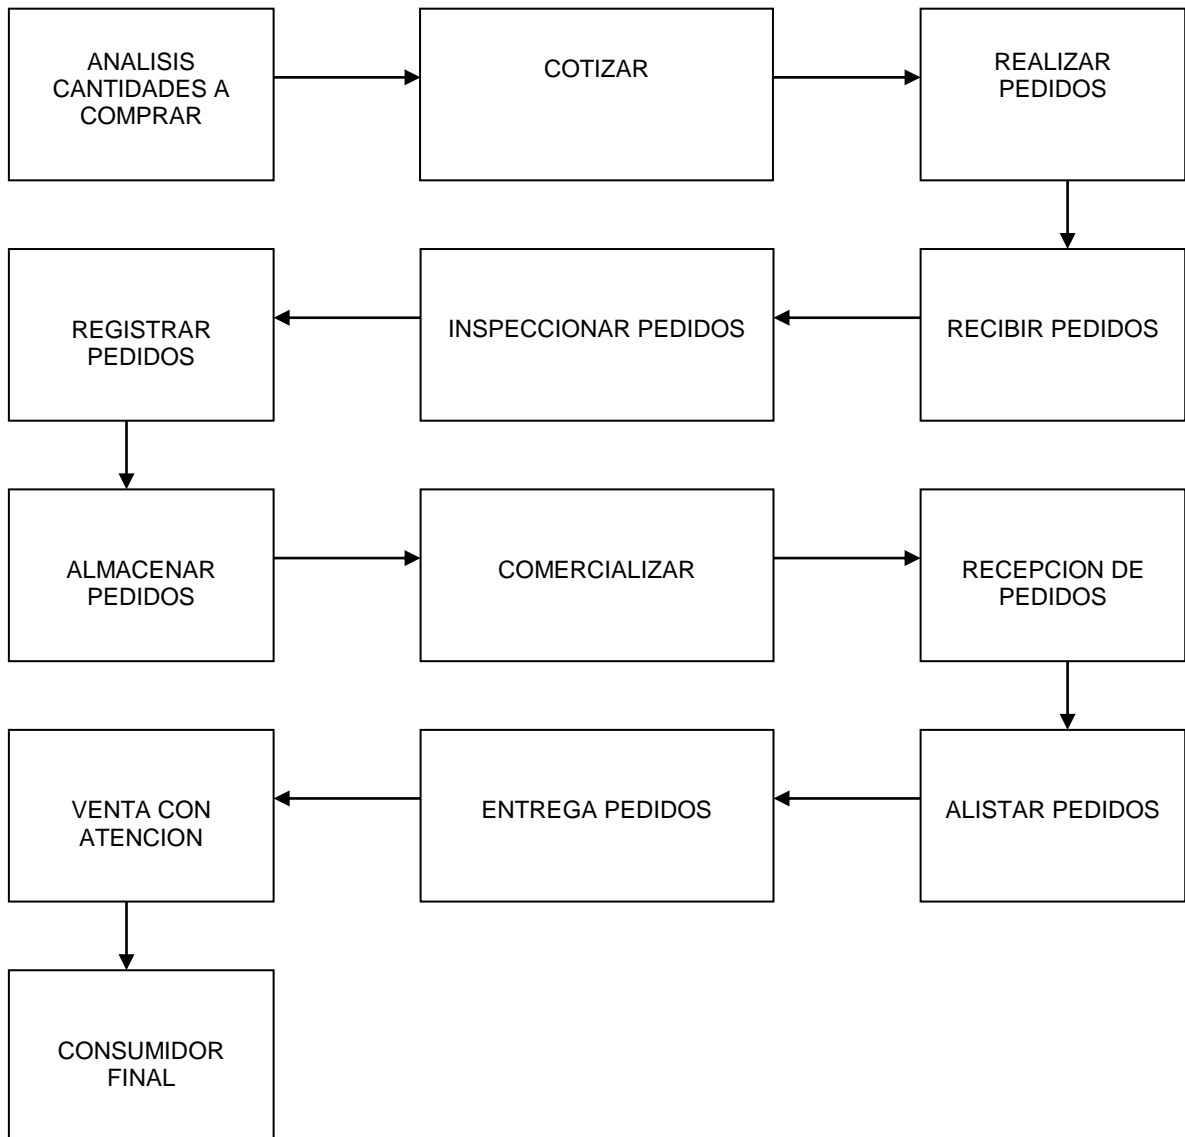 ANALISIS
CANTIDADES A
COMPRAR
COTIZAR
REALIZAR
PEDIDOS
REGISTRAR
PEDIDOS
INSPECCIONAR PEDIDOS
RECIBIR PEDIDOS
ALMACENAR
PEDIDOS
COMERCIALIZAR
RECEPCION DE
PEDIDOS
VENTA CON
ATENCION
ENTREGA PEDIDOS
ALISTAR PEDIDOS
CONSUMIDOR
FINAL